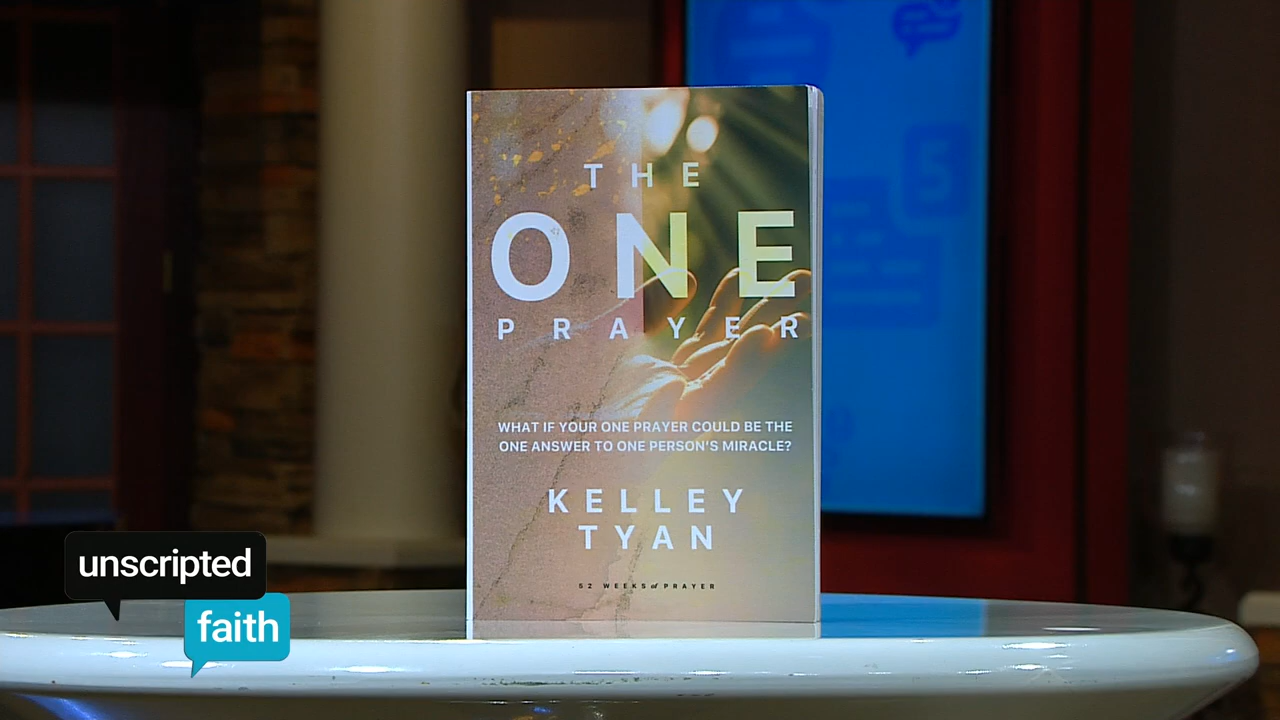 THE
ONE
PRAYER
WHAT IF YOUR ONE PRAYER COULD BE THE
ONE ANSWER TO ONE PERSON'S MIRACLE?
KELLEY
TYAN
52 WEEKS of PRAYER
unscripted
faith